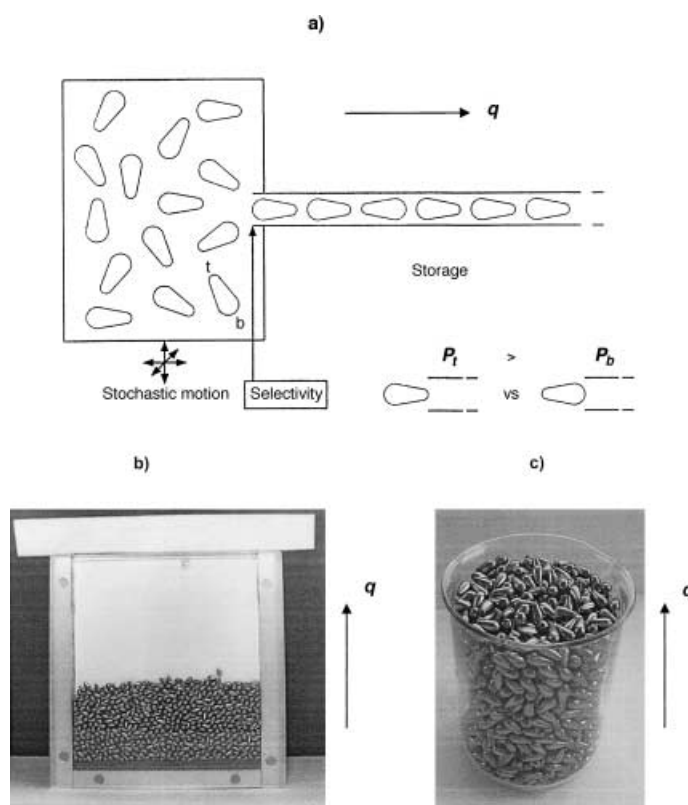 a)
q
t
b
Storage
Stochastic motion
Selectivity
P_t > P_b
vs
b) c)
q q